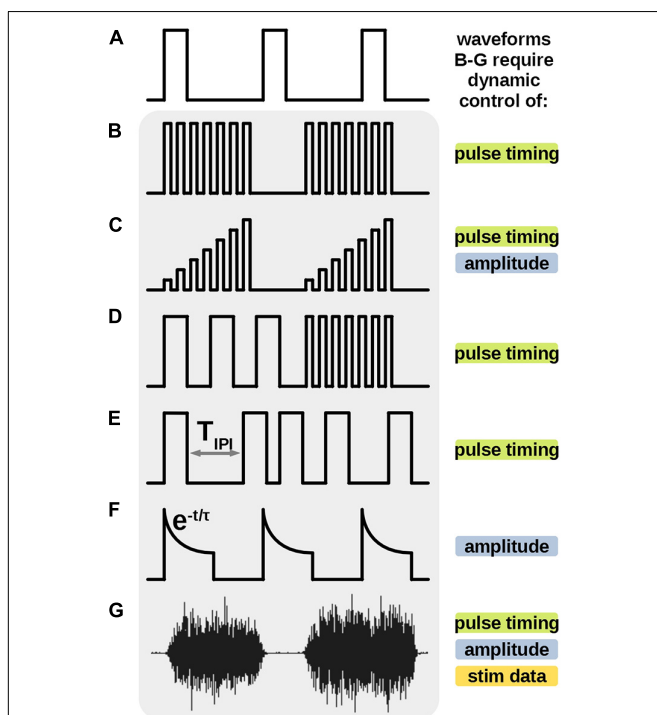 A
waveforms
B-G require
dynamic
control of:
B
pulse timing
C
pulse timing
amplitude
D
pulse timing
E
T_IPI
pulse timing
F
e^-t/τ
amplitude
G
pulse timing
amplitude
stim data